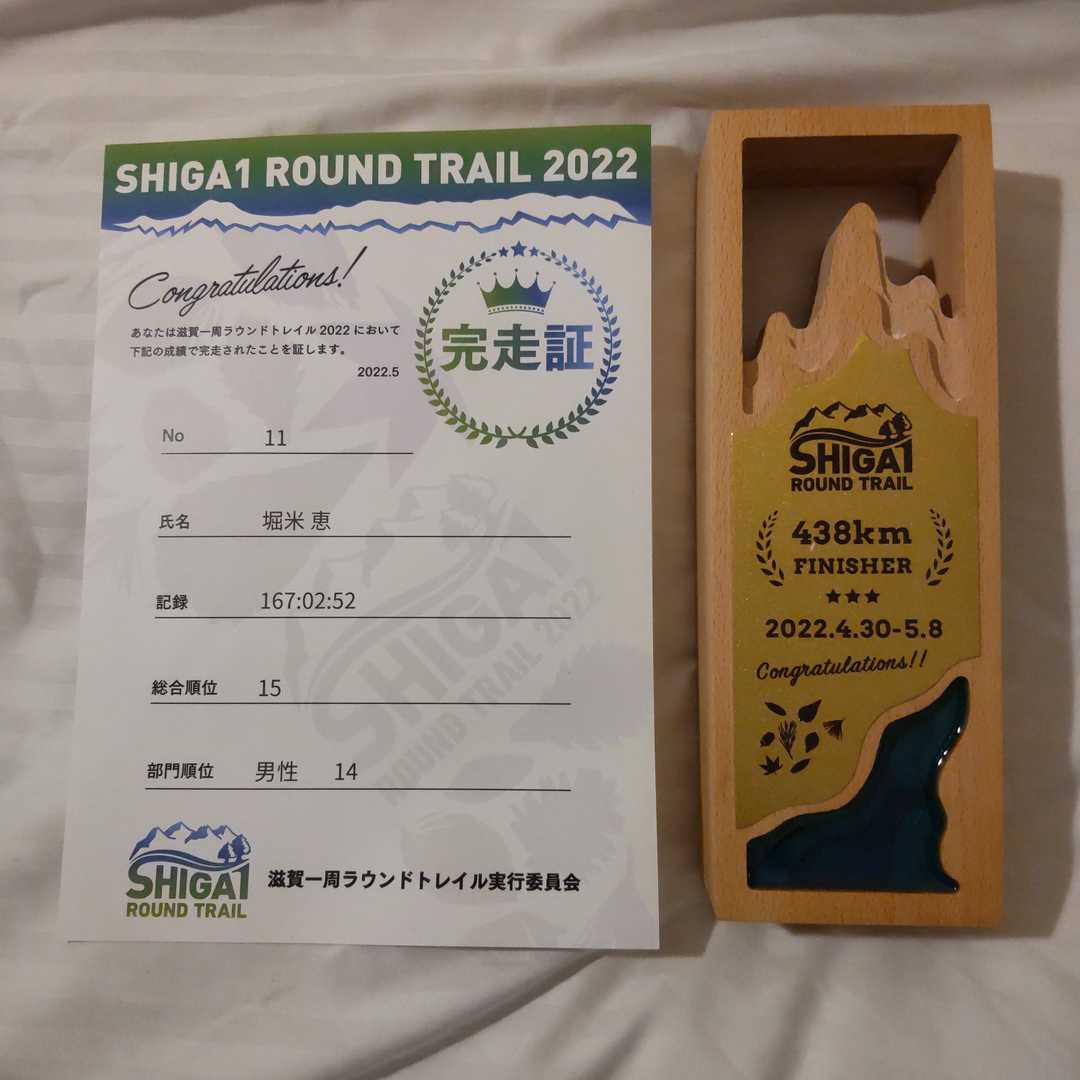 SHIGA1 ROUND TRAIL 2022
Congratulations!
あなたは滋賀一周ラウンドトレイル2022において
下記の成績で完走されたことを証します。
2022.5
完走証
No 11
氏名 堀米 恵
記録 167:02:52
総合順位 15
部門順位 男性 14
SHIGA1
ROUND TRAIL 2022
SHIGA1
ROUND TRAIL
滋賀一周ラウンドトレイル実行委員会
SHIGA1
ROUND TRAIL
438km
FINISHER
2022.4.30-5.8
Congratulations!!